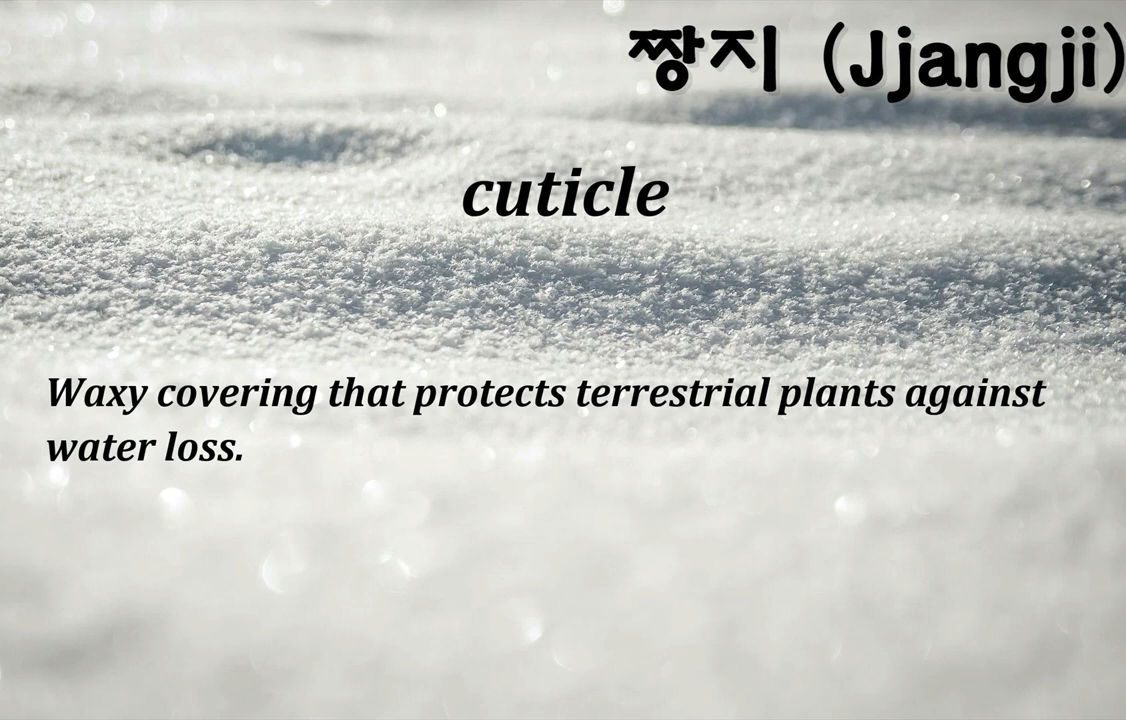 짱지 (Jjangji)
cuticle
Waxy covering that protects terrestrial plants against
water loss.